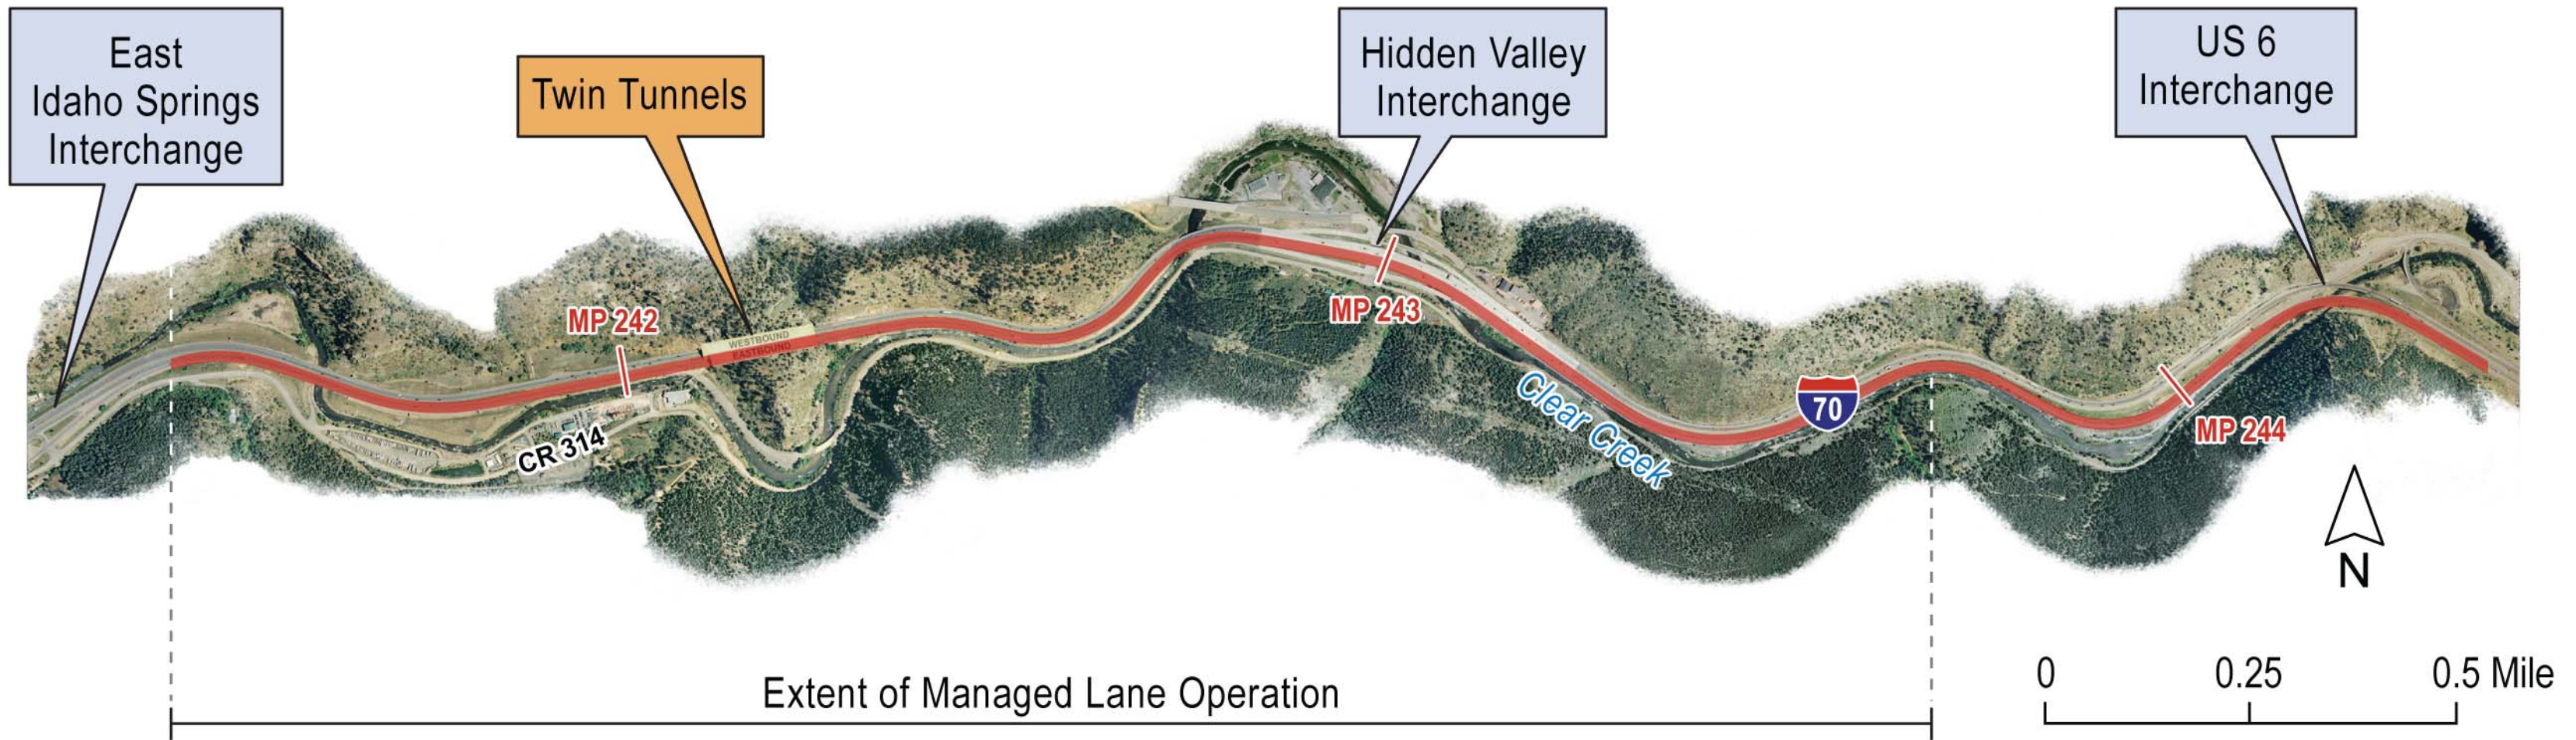 East
Idaho Springs
Interchange
Twin Tunnels
Hidden Valley
Interchange
US 6
Interchange
MP 242
WESTBOUND
EASTBOUND
MP 243
CR 314
Clear Creek
70
MP 244
N
Extent of Managed Lane Operation
0 0.25 0.5 Mile